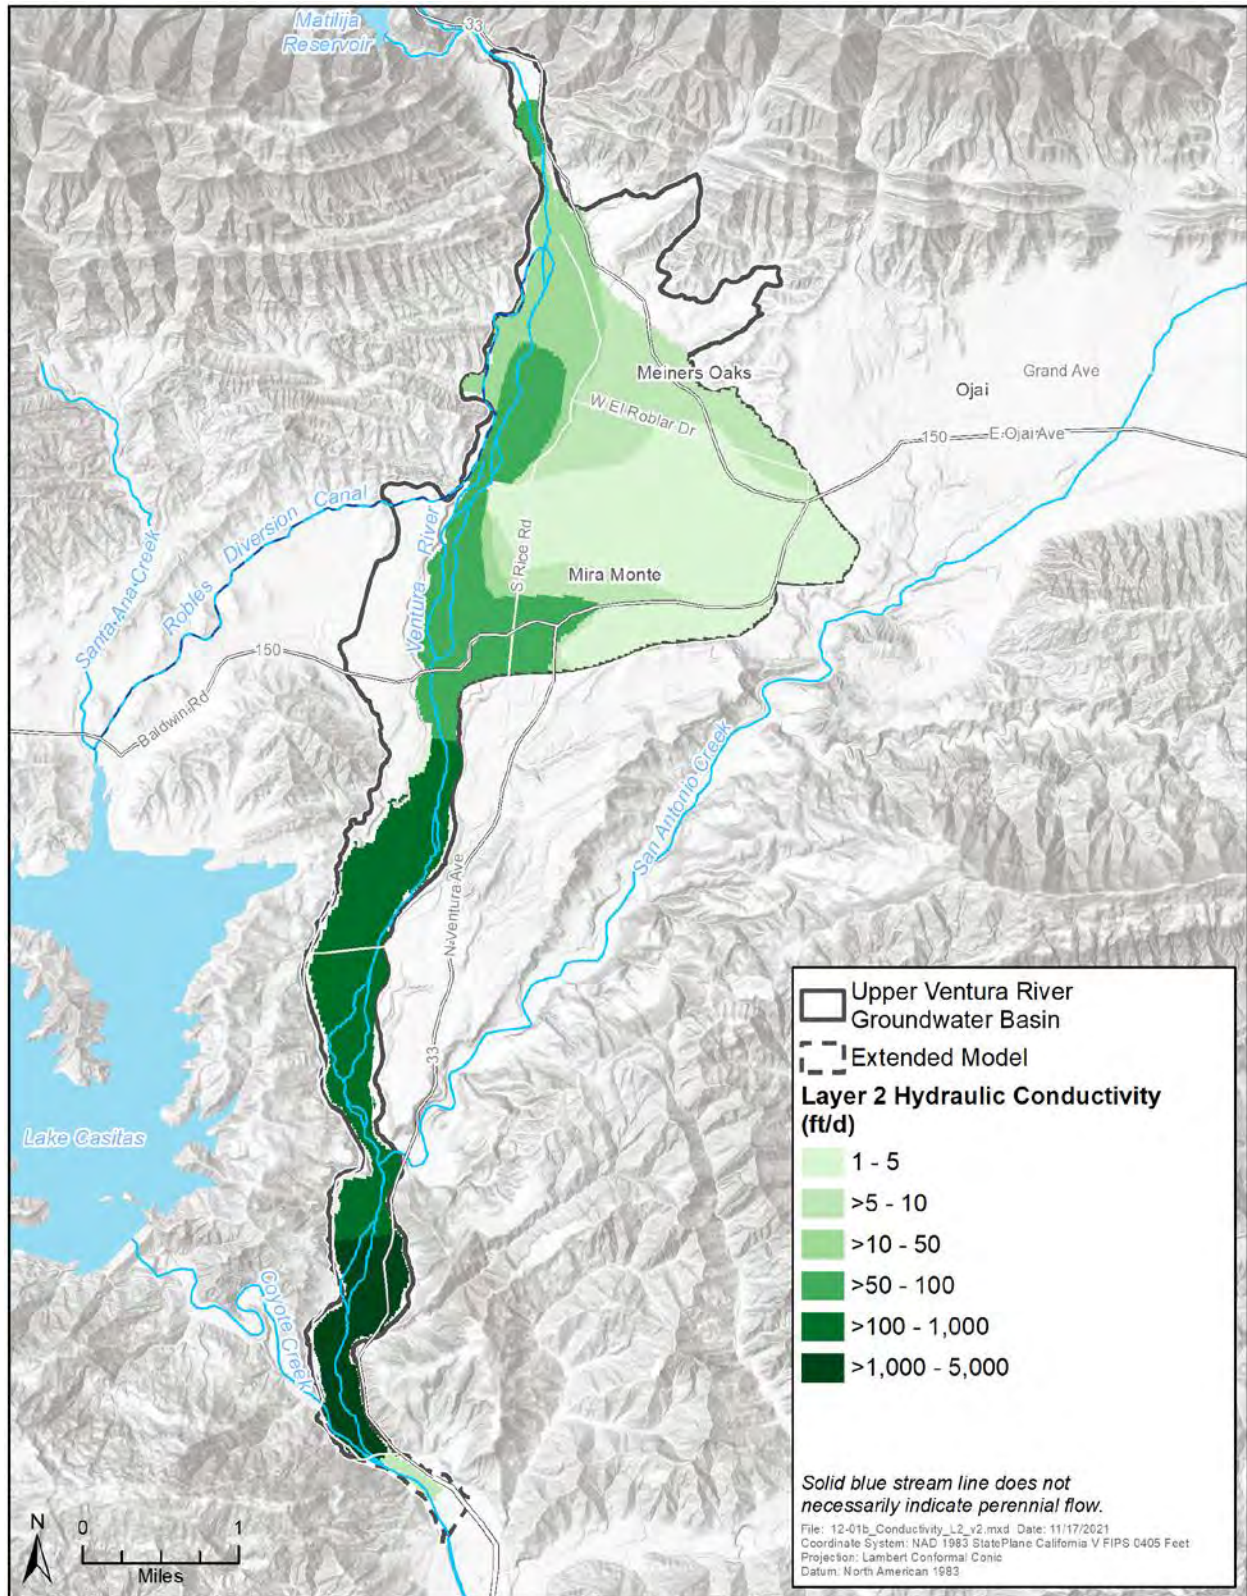 Matilija
Reservoir
33
Meiners Oaks
Ojai
Grand Ave
W El Roblar Dr
150
E Ojai Ave
Santa Ana Creek
Robles Diversion Canal
Ventura River
S Rice Rd
Mira Monte
150
Baldwin Rd
San Antonio Creek
N Ventura Ave
33
Lake Casitas
Coyote Creek
Upper Ventura River
Groundwater Basin
Extended Model
Layer 2 Hydraulic Conductivity
(ft/d)
1 - 5
>5 - 10
>10 - 50
>50 - 100
>100 - 1,000
>1,000 - 5,000
Solid blue stream line does not
necessarily indicate perennial flow.
File: 12-01b_Conductivity_L2_v2.mxd Date: 11/17/2021
Coordinate System: NAD 1983 StatePlane California V FIPS 0405 Feet
Projection: Lambert Conformal Conic
Datum: North American 1983
N
0 1
Miles